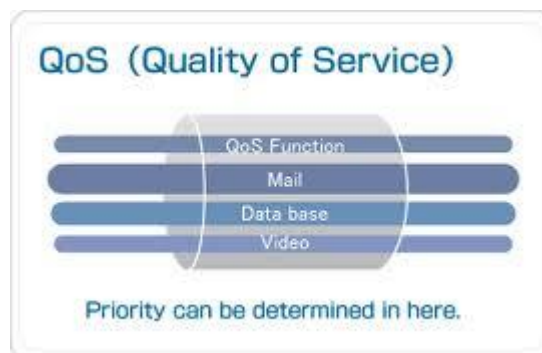 QoS (Quality of Service)
QoS Function
Mail
Data base
Video
Priority can be determined in here.